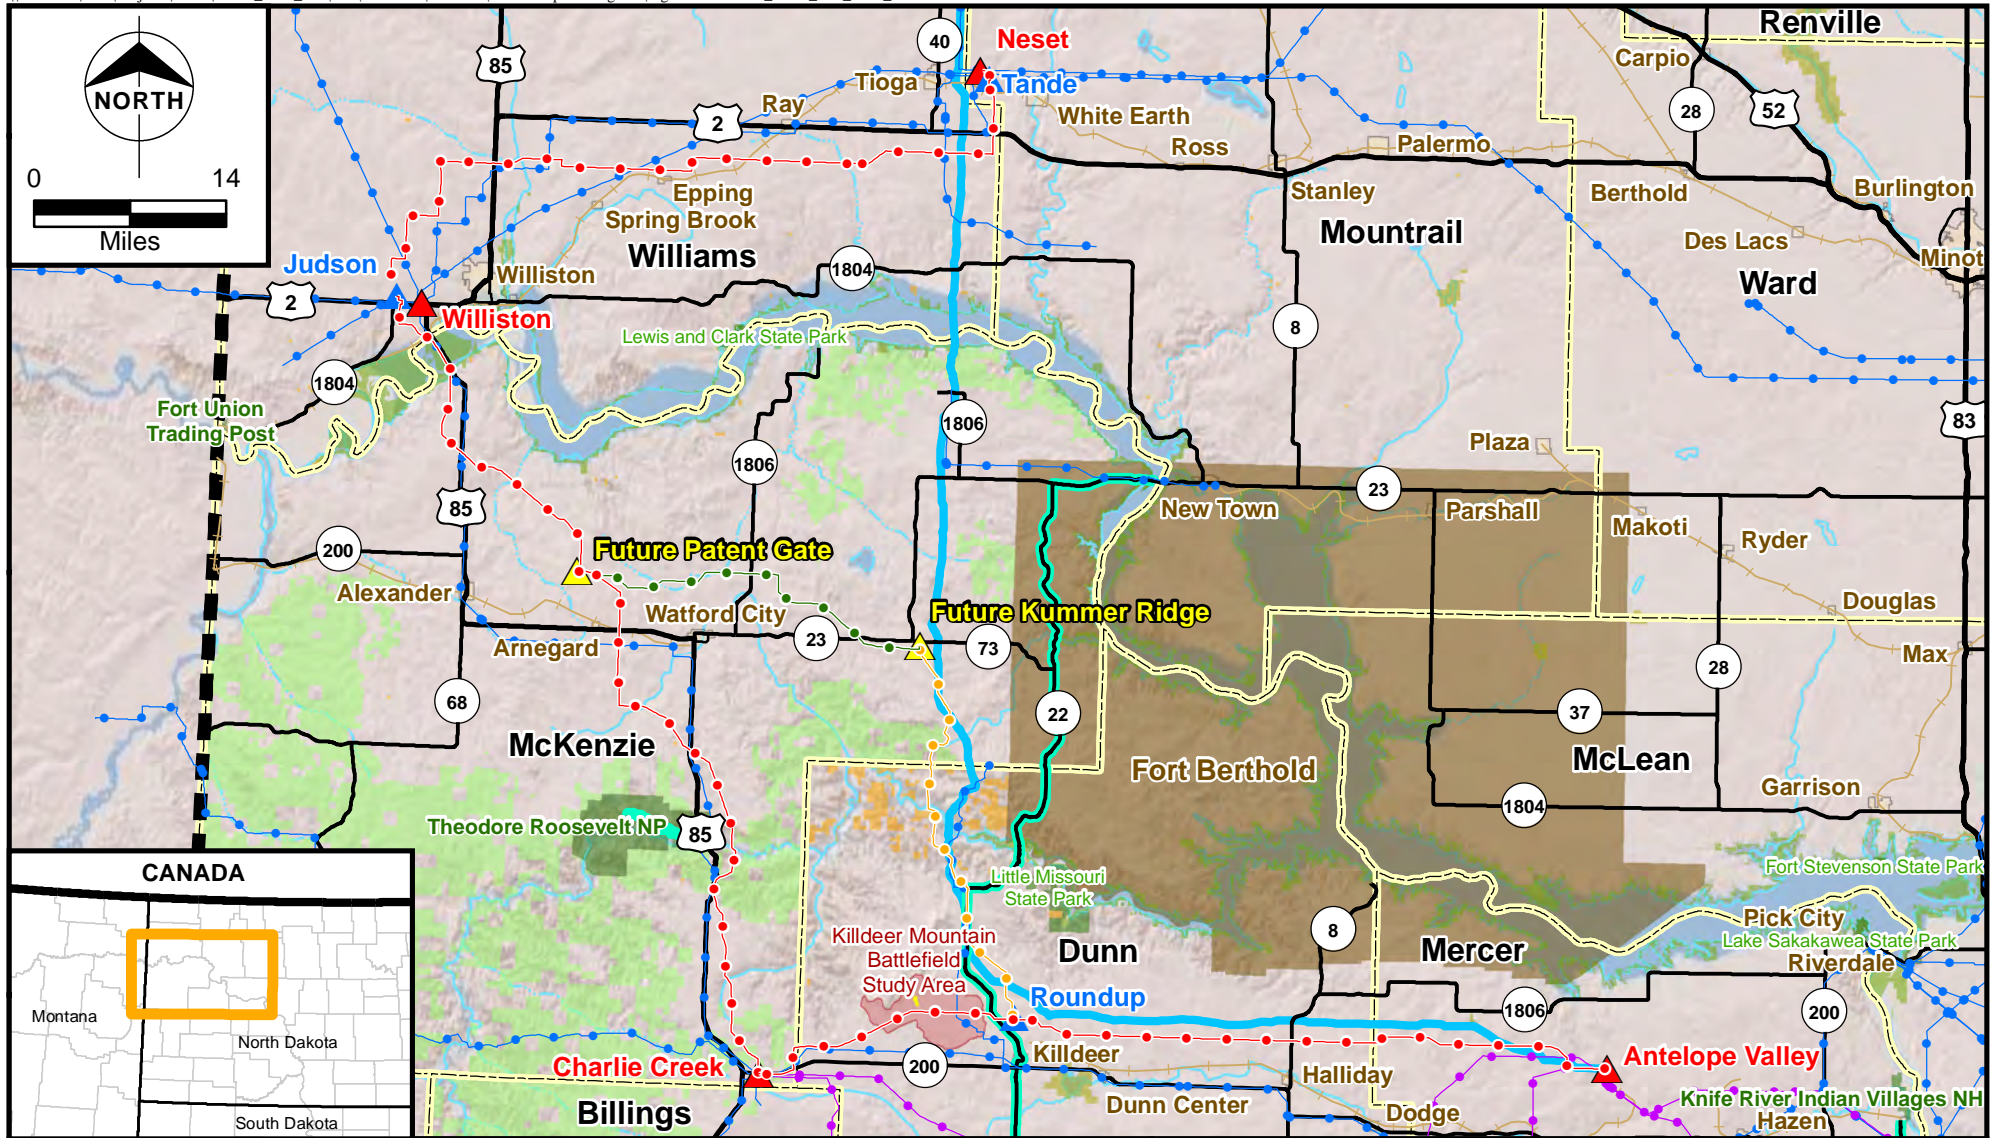 Renville
Neset
40
85
Carpio
Tioga
Tande
NORTH
Ray
28
52
White Earth
2
Ross
Palermo
0
14
Epping
Stanley
Berthold
Burlington
Miles
Spring Brook
Mountrail
Des Lacs
Williams
Minot
Judson
Williston
1804
Ward
2
Williston
Lewis and Clark State Park
8
1804
Fort Union
Trading Post
1806
83
Plaza
1806
23
85
New Town
Parshall
Makoti
Ryder
200
Future Patent Gate
Alexander
Watford City
Future Kummer Ridge
Douglas
Arnegard
23
73
Max
28
68
22
37
McKenzie
Fort Berthold
McLean
Garrison
1804
Theodore Roosevelt NP
85
CANADA
Little Missouri
State Park
Fort Stevenson State Park
Pick City
8
Killdeer Mountain
Battlefield
Study Area
Dunn
Mercer
Lake Sakakawea State Park
Riverdale
Roundup
1806
200
Montana
North Dakota
Killdeer
Charlie Creek
200
Antelope Valley
Halliday
Knife River Indian Villages NH
Billings
Dunn Center
Dodge
Hazen
South Dakota